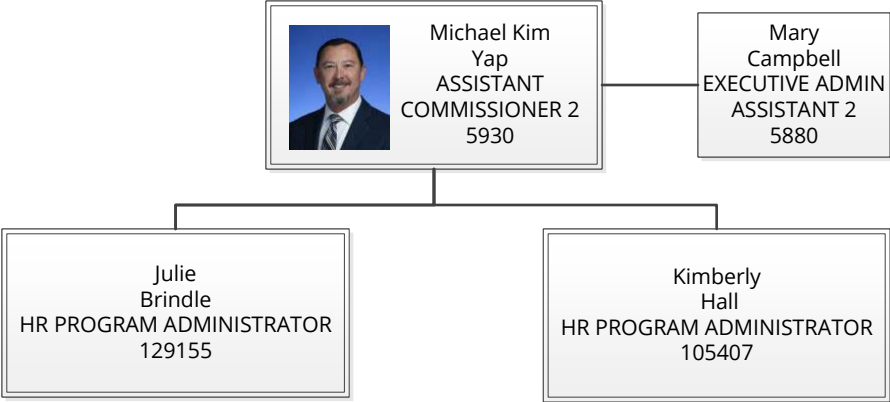 Michael Kim
Yap
ASSISTANT
COMMISSIONER 2
5930
Mary
Campbell
EXECUTIVE ADMIN
ASSISTANT 2
5880
Julie
Brindle
HR PROGRAM ADMINISTRATOR
129155
Kimberly
Hall
HR PROGRAM ADMINISTRATOR
105407